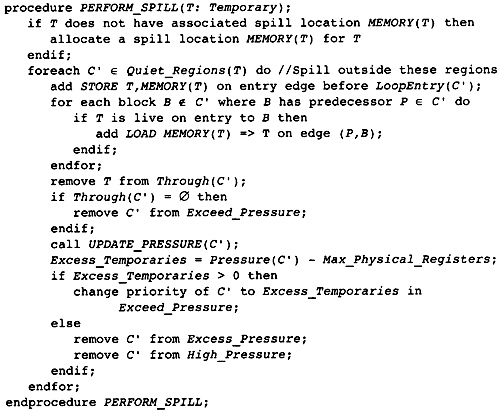 procedure PERFORM_SPILL(T: Temporary);
if T does not have associated spill location MEMORY(T) then
allocate a spill location MEMORY(T) for T
endif;
foreach C' ∈ Quiet_Regions(T) do //Spill outside these regions
add STORE T,MEMORY(T) on entry edge before LoopEntry(C');
for each block B ∉ C' where B has predecessor P ∈ C' do
if T is live on entry to B then
add LOAD MEMORY(T) => T on edge (P,B);
endif;
endfor;
remove T from Through(C');
if Through(C') = ∅ then
remove C' from Exceed_Pressure;
endif;
call UPDATE_PRESSURE(C');
Excess_Temporaries = Pressure(C') - Max_Physical_Registers;
if Excess_Temporaries > 0 then
change priority of C' to Excess_Temporaries in
Exceed_Pressure;
else
remove C' from Excess_Pressure;
remove C' from High_Pressure;
endif;
endfor;
endprocedure PERFORM_SPILL;